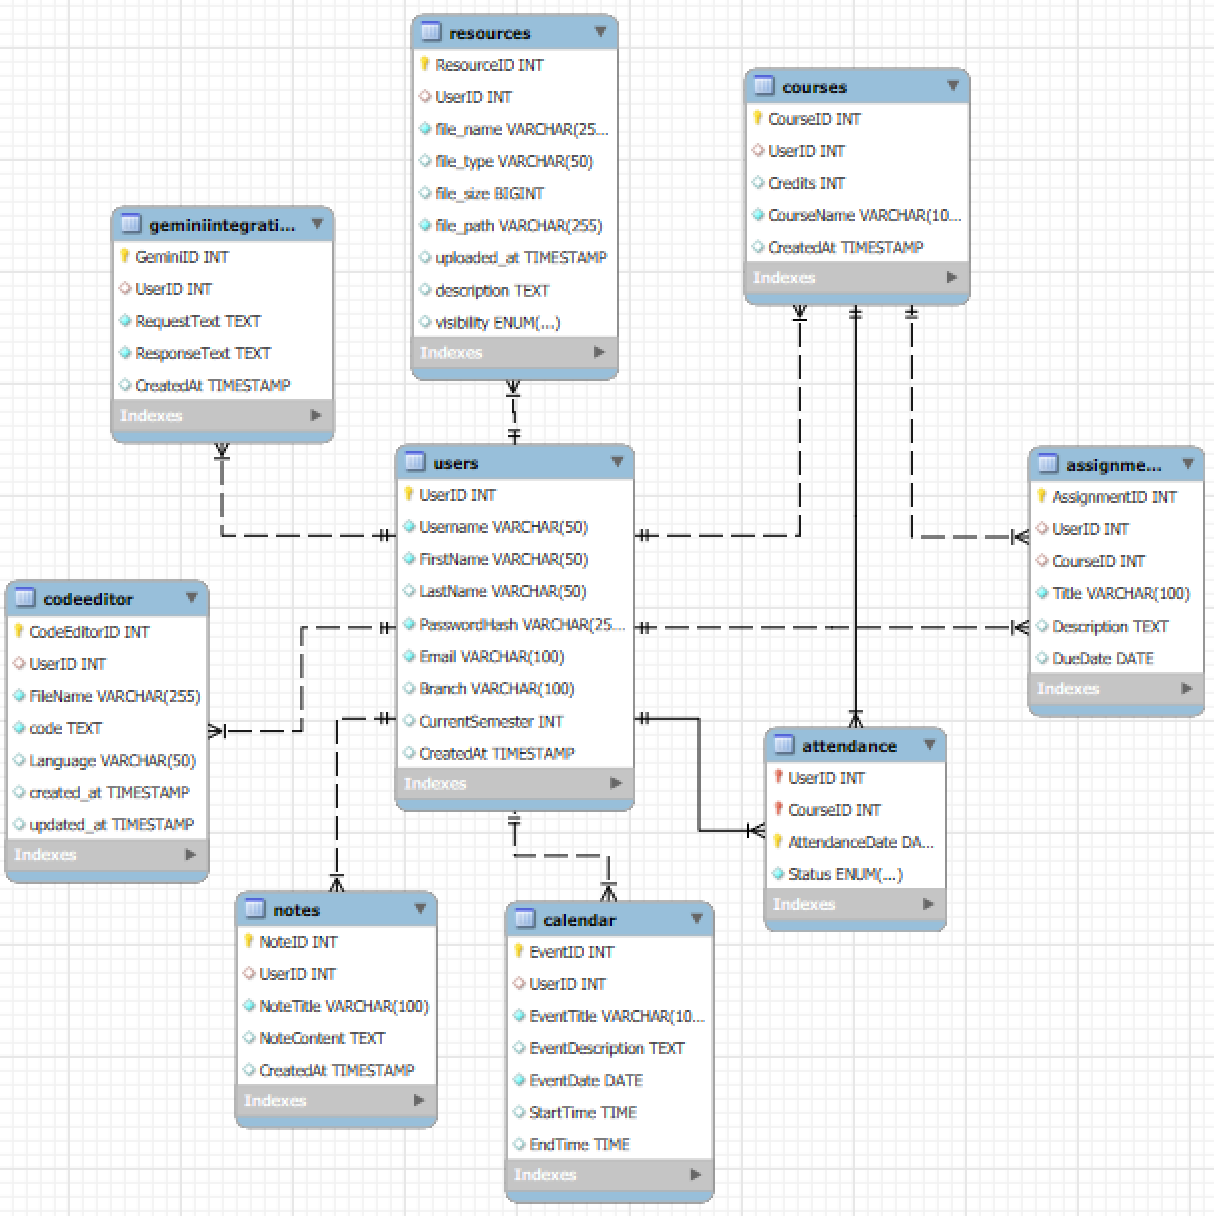 resources
ResourceID INT
UserID INT
file_name VARCHAR(25...
file_type VARCHAR(50)
file_size BIGINT
file_path VARCHAR(255)
uploaded_at TIMESTAMP
description TEXT
visibility ENUM(...)
Indexes
courses
CourseID INT
UserID INT
Credits INT
CourseName VARCHAR(10...
CreatedAt TIMESTAMP
Indexes
geminiintegrati...
GeminiID INT
UserID INT
RequestText TEXT
ResponseText TEXT
CreatedAt TIMESTAMP
Indexes
users
UserID INT
Username VARCHAR(50)
FirstName VARCHAR(50)
LastName VARCHAR(50)
PasswordHash VARCHAR(25...
Email VARCHAR(100)
Branch VARCHAR(100)
CurrentSemester INT
CreatedAt TIMESTAMP
Indexes
assignme...
AssignmentID INT
UserID INT
CourseID INT
Title VARCHAR(100)
Description TEXT
DueDate DATE
Indexes
codeeditor
CodeEditorID INT
UserID INT
FileName VARCHAR(255)
code TEXT
Language VARCHAR(50)
created_at TIMESTAMP
updated_at TIMESTAMP
Indexes
attendance
UserID INT
CourseID INT
AttendanceDate DA...
Status ENUM(...)
Indexes
notes
NoteID INT
UserID INT
NoteTitle VARCHAR(100)
NoteContent TEXT
CreatedAt TIMESTAMP
Indexes
calendar
EventID INT
UserID INT
EventTitle VARCHAR(10...
EventDescription TEXT
EventDate DATE
StartTime TIME
EndTime TIME
Indexes